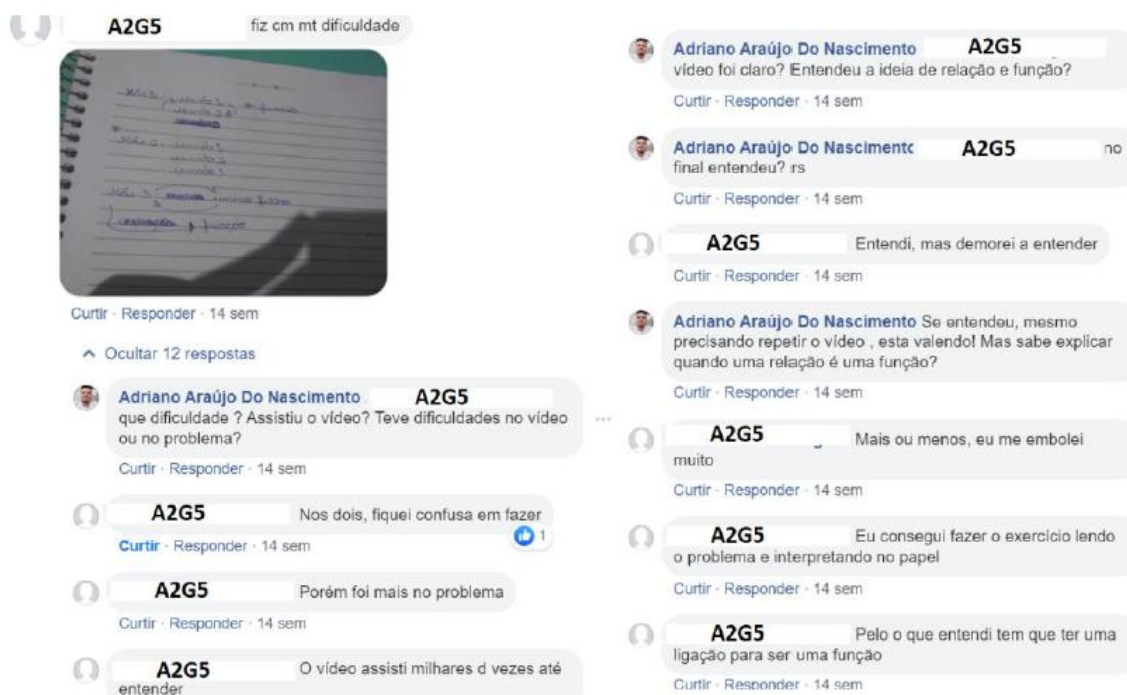 A2G5 fiz cm mt dificuldade
Curtir · Responder · 14 sem
Ocultar 12 respostas
Adriano Araújo Do Nascimento A2G5
que dificuldade ? Assistiu o vídeo? Teve dificuldades no vídeo
ou no problema?
Curtir · Responder · 14 sem
A2G5 Nos dois, fiquei confusa em fazer
1
Curtir · Responder · 14 sem
A2G5 Porém foi mais no problema
Curtir · Responder · 14 sem
A2G5 O vídeo assisti milhares d vezes até
entender
Adriano Araújo Do Nascimento A2G5
vídeo foi claro? Entendeu a ideia de relação e função?
Curtir · Responder · 14 sem
Adriano Araújo Do Nascimento A2G5 no
final entendeu? rs
Curtir · Responder · 14 sem
A2G5 Entendi, mas demorei a entender
Curtir · Responder · 14 sem
Adriano Araújo Do Nascimento Se entendeu, mesmo
precisando repetir o vídeo , esta valendo! Mas sabe explicar
quando uma relação é uma função?
Curtir · Responder · 14 sem
A2G5 Mais ou menos, eu me embolei
muito
Curtir · Responder · 14 sem
A2G5 Eu consegui fazer o exercício lendo
o problema e interpretando no papel
Curtir · Responder · 14 sem
A2G5 Pelo o que entendi tem que ter uma
ligação para ser uma função
Curtir · Responder · 14 sem